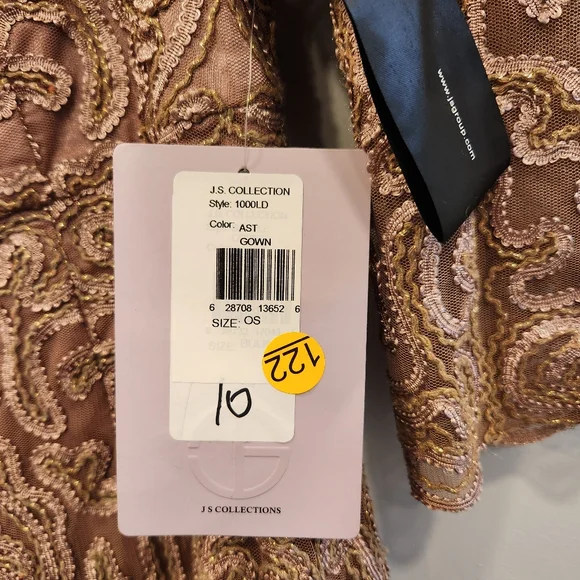 www.jsgroup.com
J.S. COLLECTION
Style: 1000LD
Color: AST
GOWN
6 28708 13652 6
SIZE: OS
122
10
J S COLLECTIONS